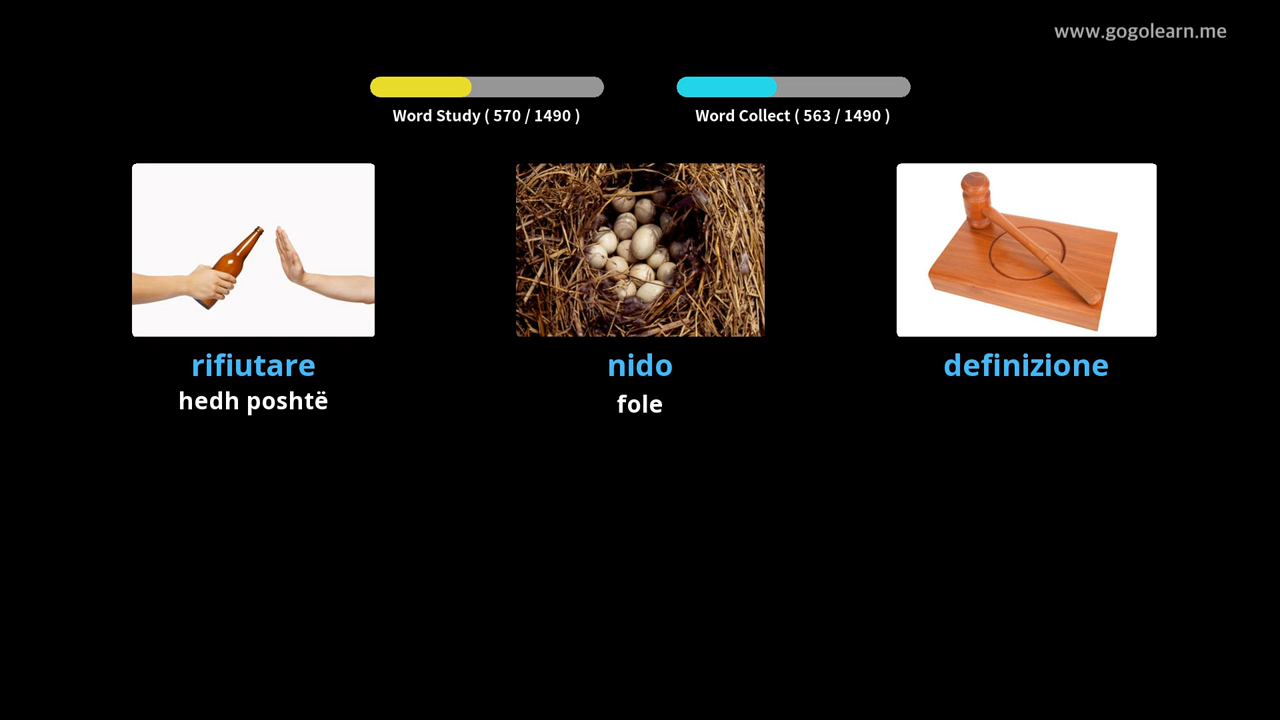 www.gogolearn.me
Word Study ( 570 / 1490 )
Word Collect ( 563 / 1490 )
rifiutare
hedh poshtë
nido
fole
definizione